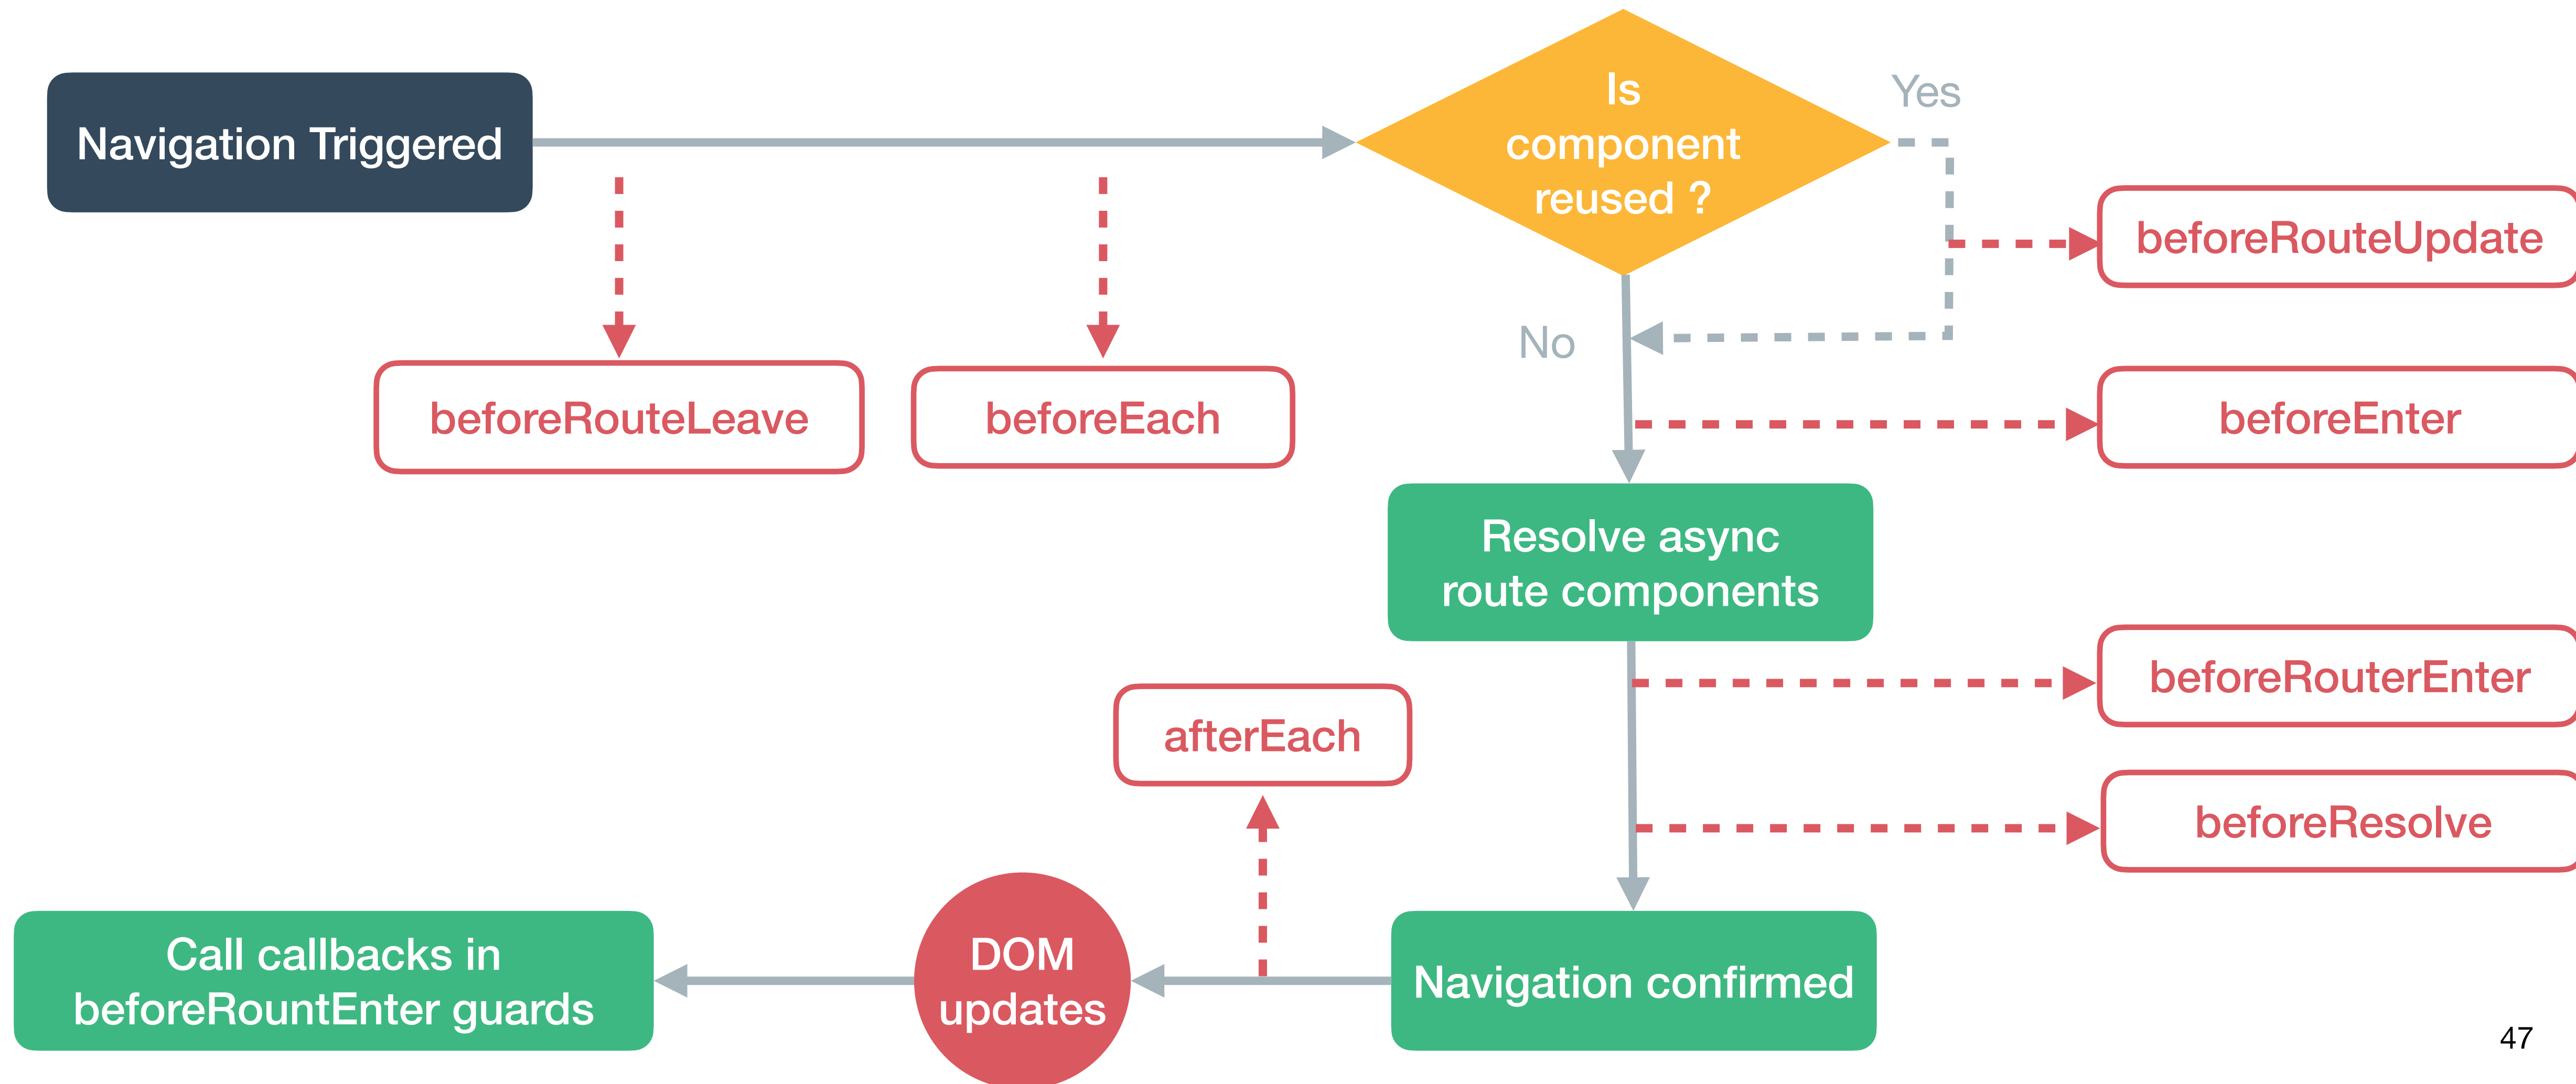 Navigation Triggered
Is
component
reused ?
Yes
No
beforeRouteUpdate
beforeRouteLeave
beforeEach
beforeEnter
Resolve async
route components
beforeRouterEnter
afterEach
beforeResolve
Call callbacks in
beforeRountEnter guards
DOM
updates
Navigation confirmed
47